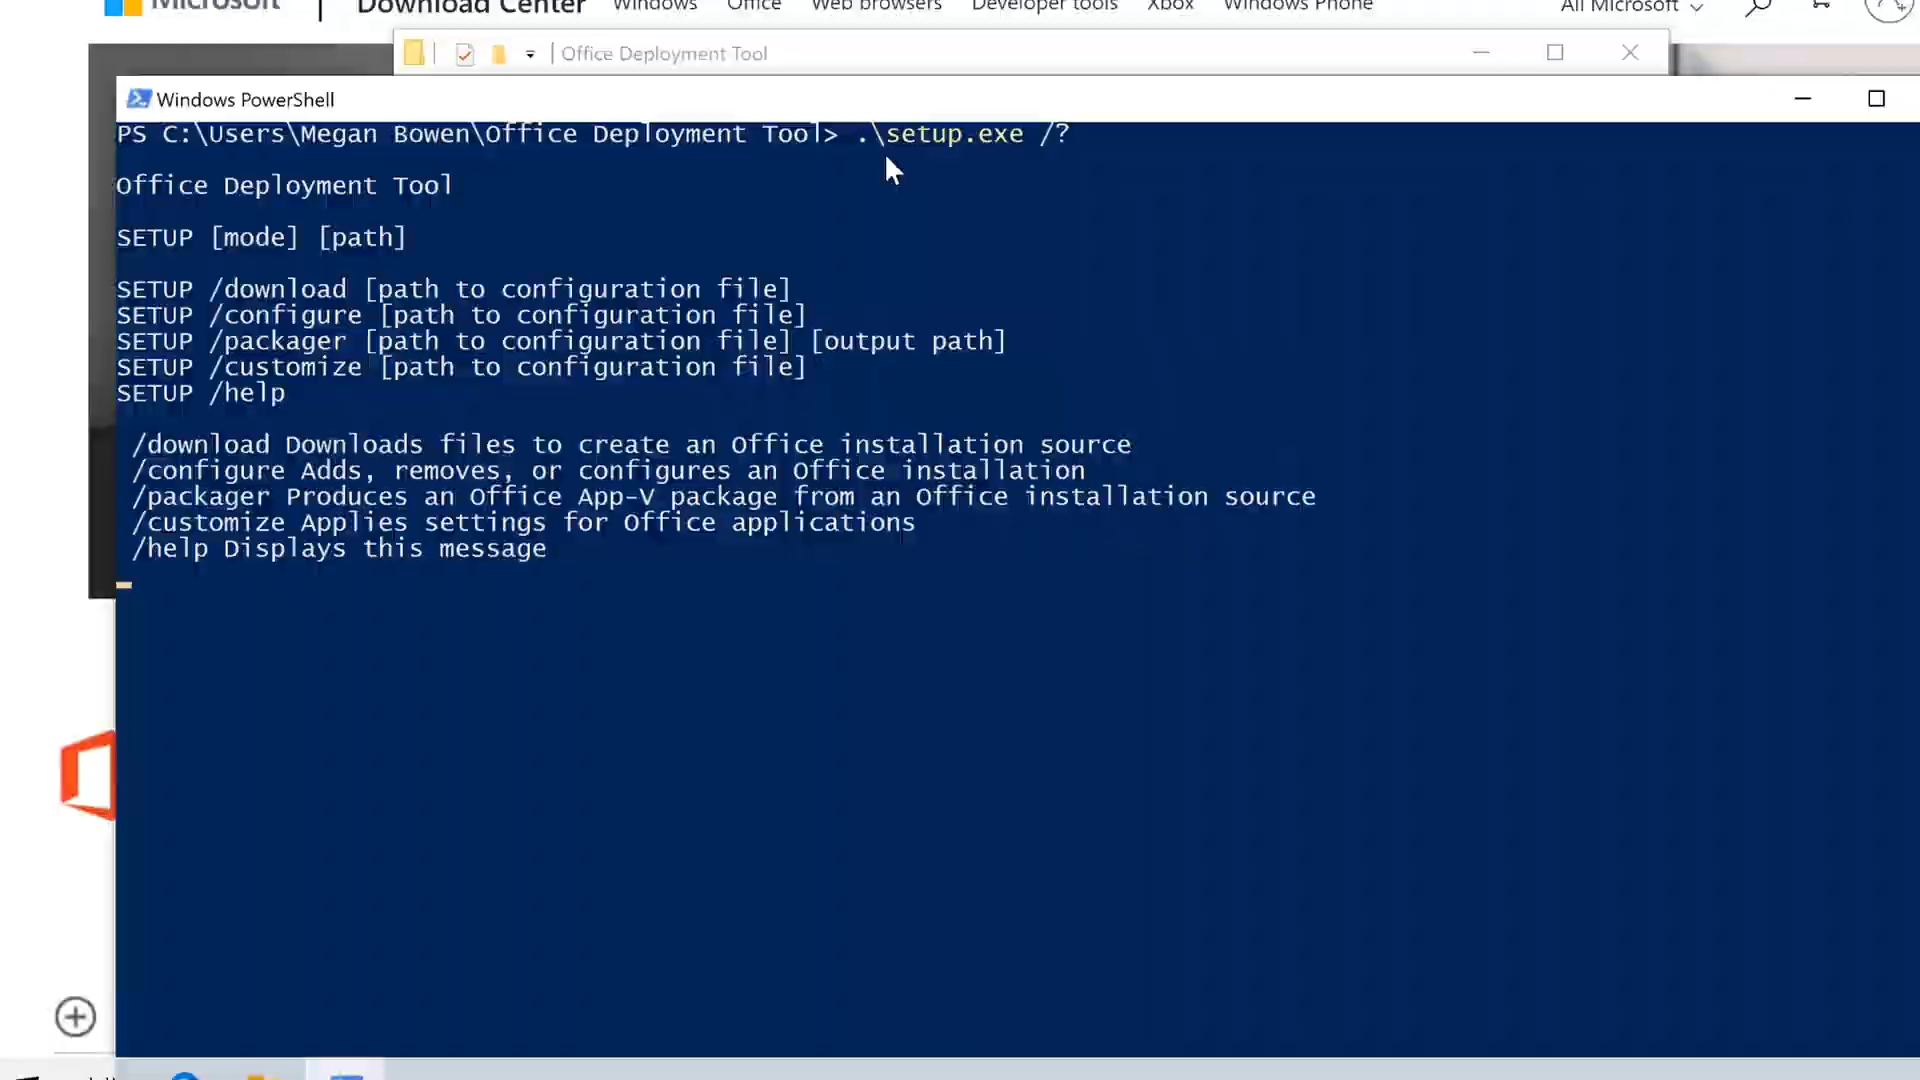 Microsoft | Download Center Windows Office Web browsers Developer tools Xbox Windows Phone All Microsoft
Office Deployment Tool
Windows PowerShell
PS C:\Users\Megan Bowen\Office Deployment Tool> .\setup.exe /?
Office Deployment Tool
SETUP [mode] [path]
SETUP /download [path to configuration file]
SETUP /configure [path to configuration file]
SETUP /packager [path to configuration file] [output path]
SETUP /customize [path to configuration file]
SETUP /help
/download Downloads files to create an Office installation source
/configure Adds, removes, or configures an Office installation
/packager Produces an Office App-V package from an Office installation source
/customize Applies settings for Office applications
/help Displays this message